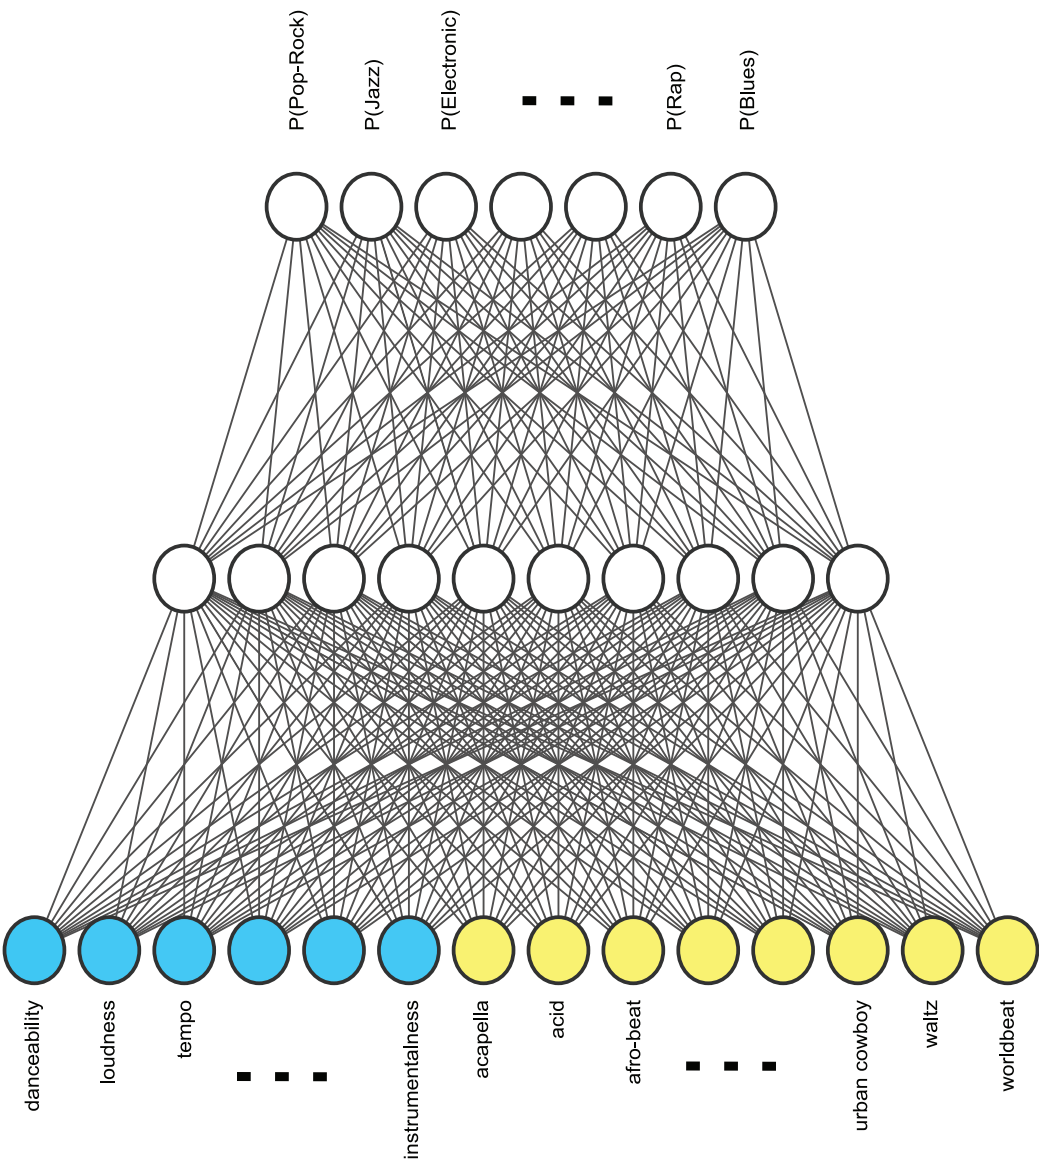 P(Pop-Rock)
P(Jazz)
P(Electronic)
P(Rap)
P(Blues)
danceability
loudness
tempo
instrumentalness
acapella
acid
afro-beat
urban cowboy
waltz
worldbeat